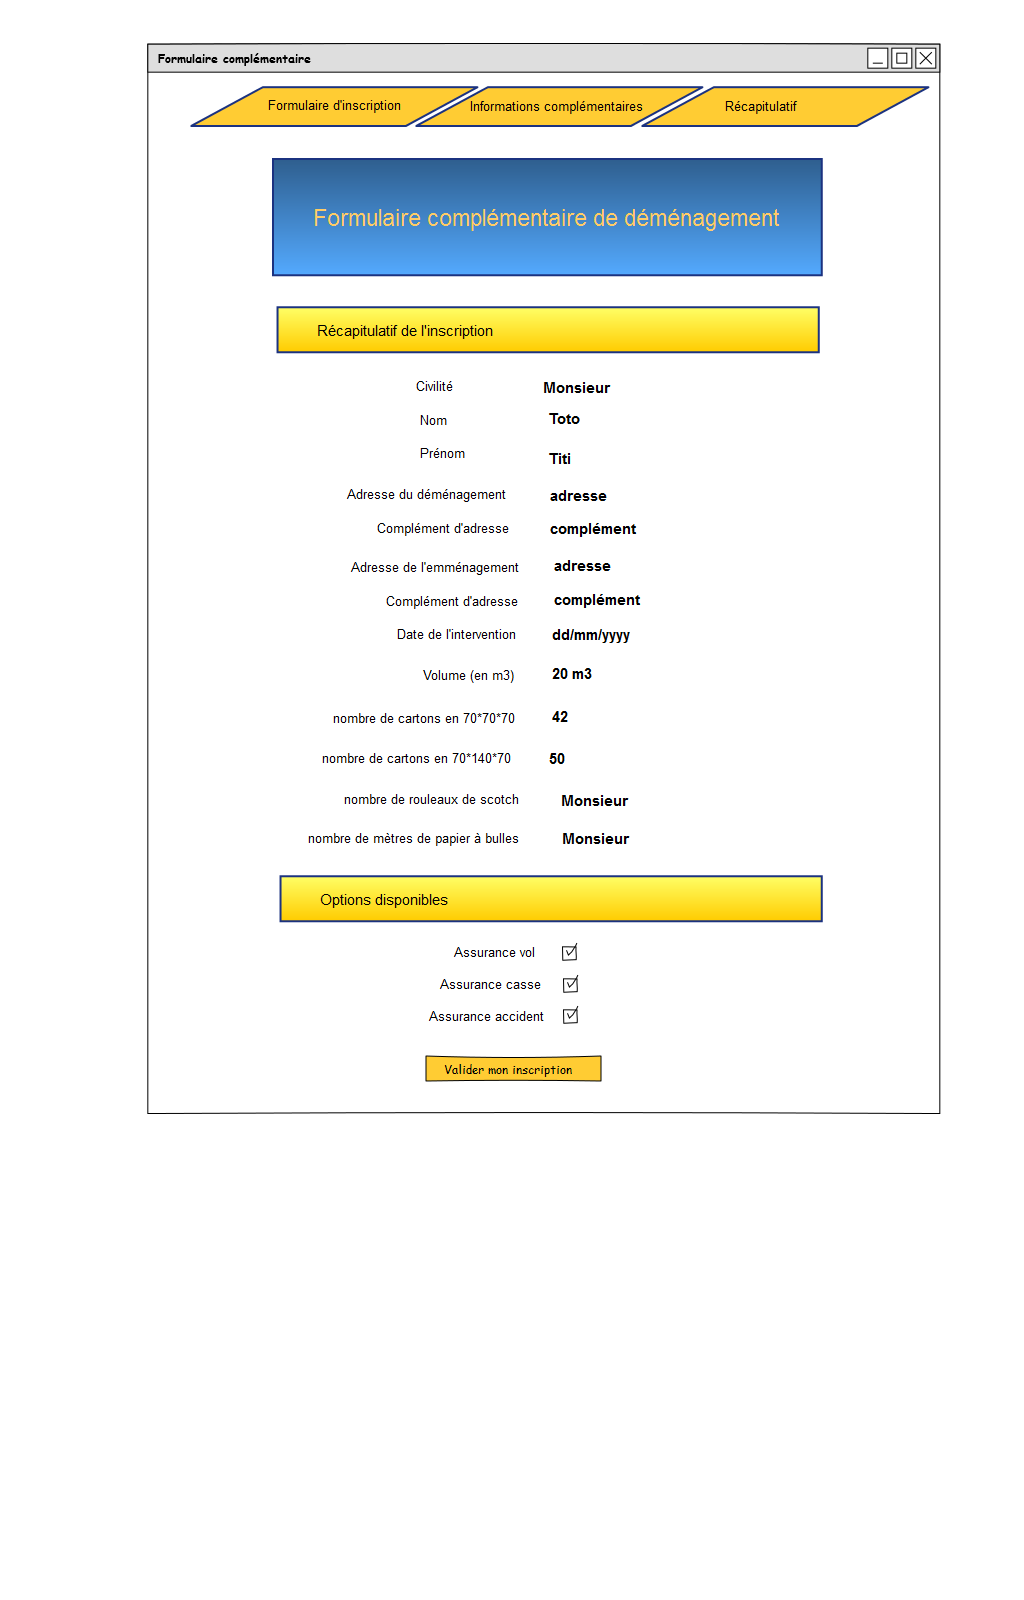 Formulaire complémentaire
Formulaire d'inscription
Informations complémentaires
Récapitulatif
Formulaire complémentaire de déménagement
Récapitulatif de l'inscription
Civilité Monsieur
Nom Toto
Prénom Titi
Adresse du déménagement adresse
Complément d'adresse complément
Adresse de l'emménagement adresse
Complément d'adresse complément
Date de l'intervention dd/mm/yyyy
Volume (en m3) 20 m3
nombre de cartons en 70*70*70 42
nombre de cartons en 70*140*70 50
nombre de rouleaux de scotch Monsieur
nombre de mètres de papier à bulles Monsieur
Options disponibles
Assurance vol
Assurance casse
Assurance accident
Valider mon inscription